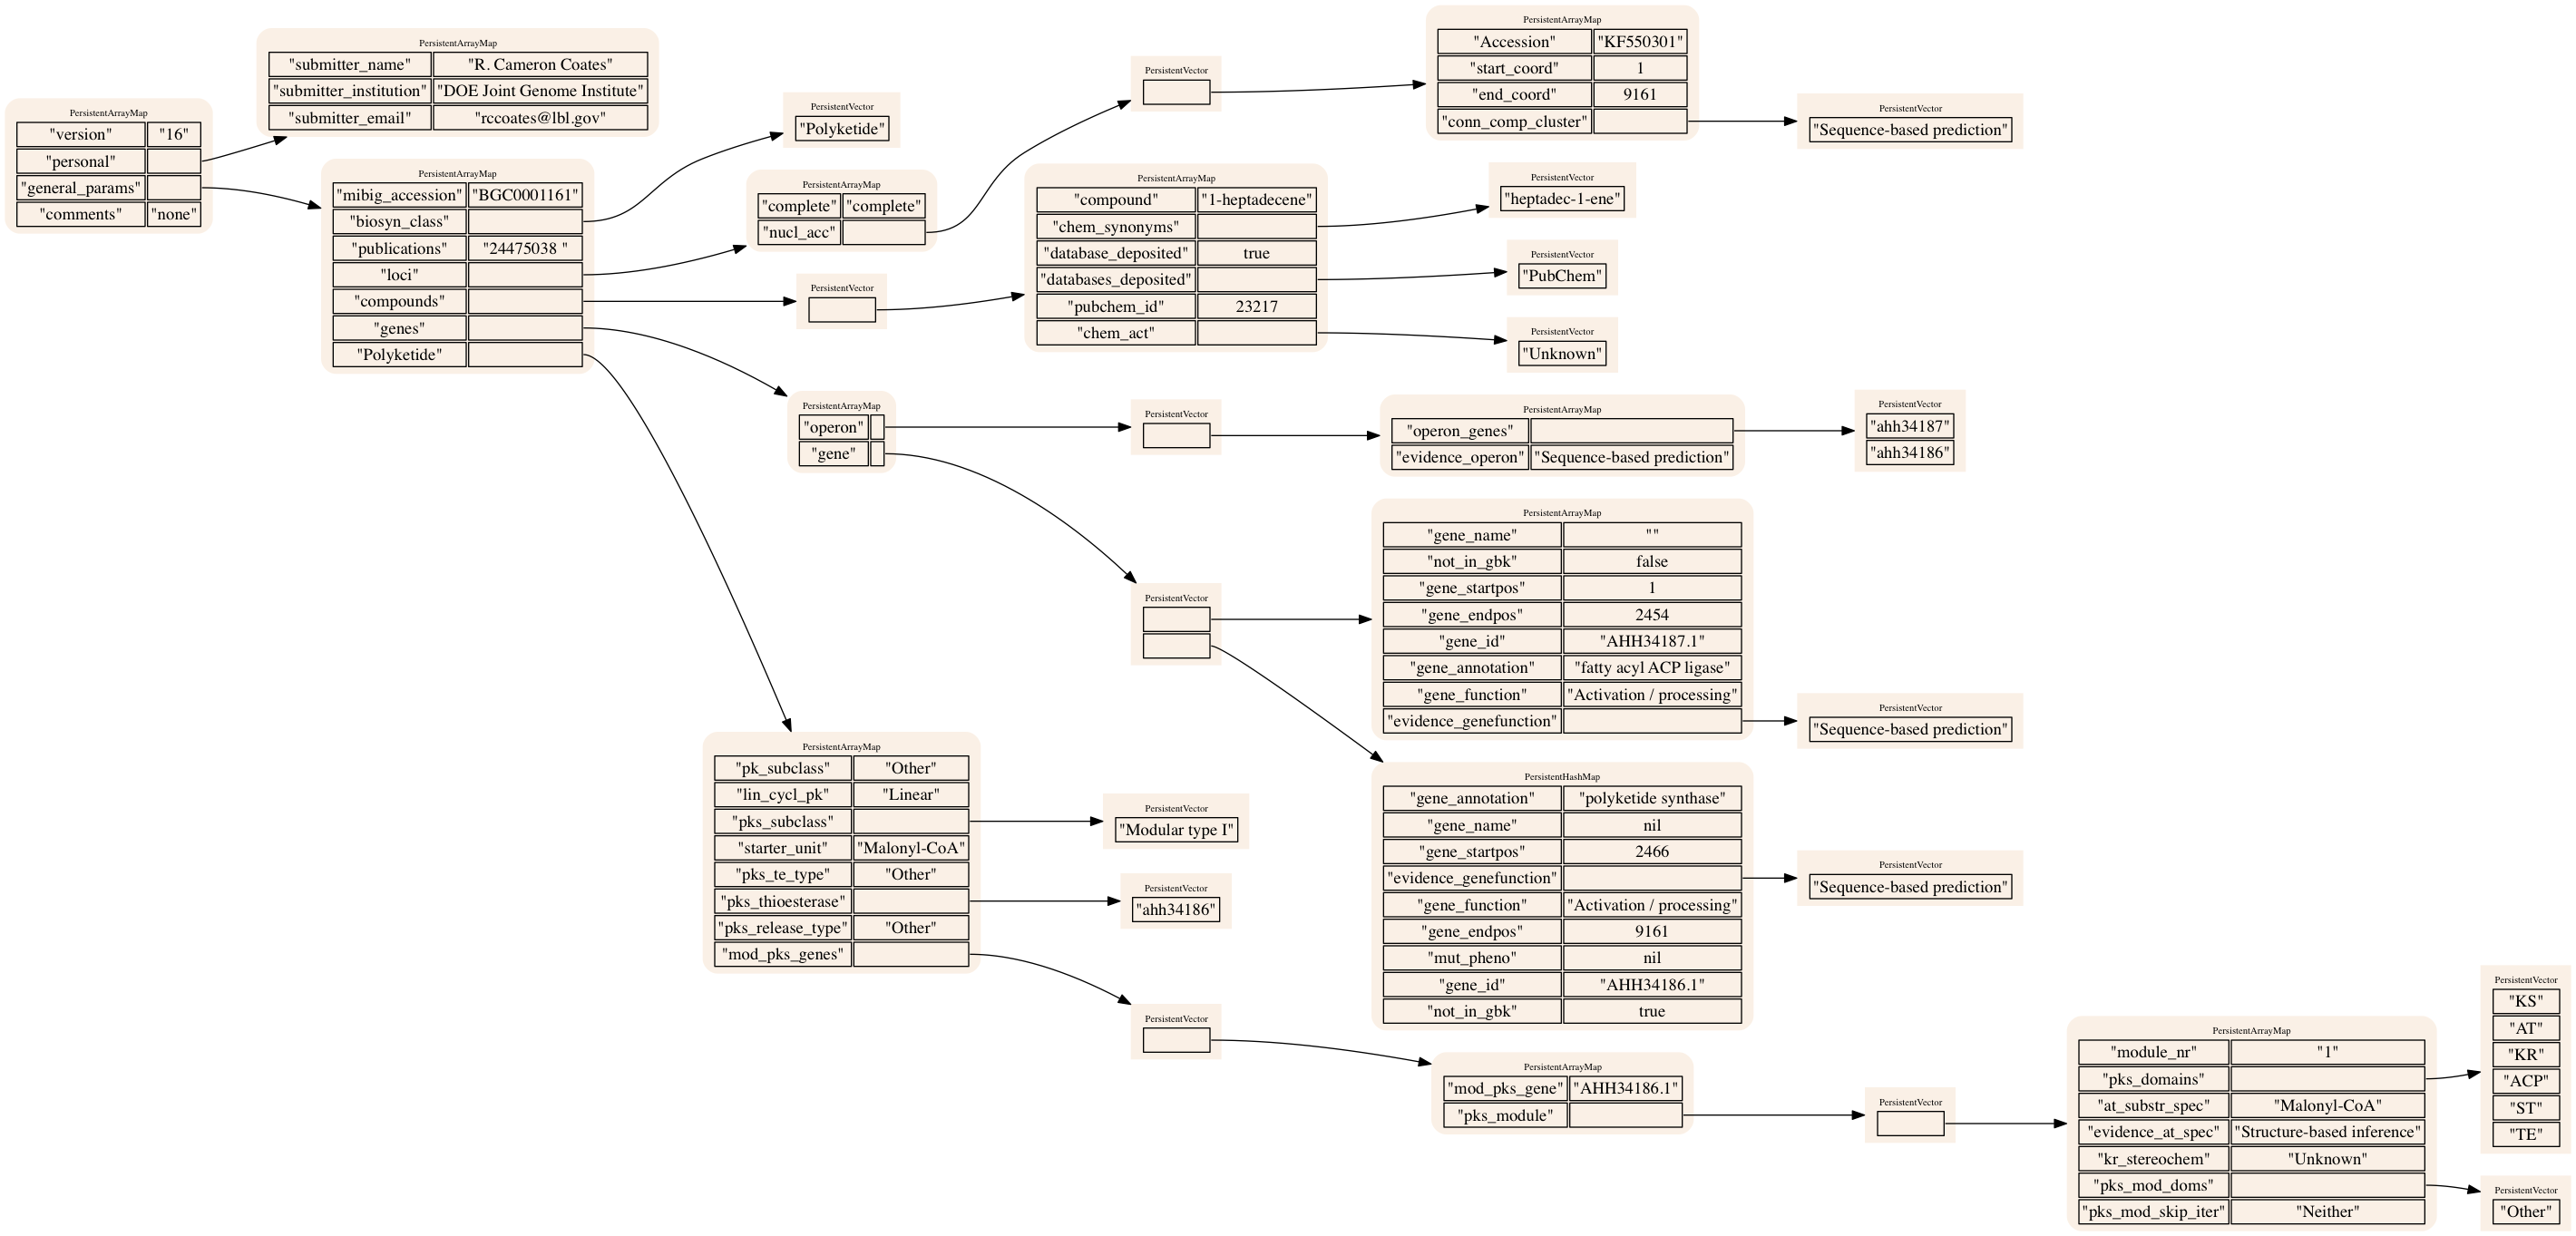 PersistentArrayMap
"version" "16"
"personal"
"general_params"
"comments" "none"
PersistentArrayMap
"submitter_name" "R. Cameron Coates"
"submitter_institution" "DOE Joint Genome Institute"
"submitter_email" "rccoates@lbl.gov"
PersistentArrayMap
"mibig_accession" "BGC0001161"
"biosyn_class"
"publications" "24475038 "
"loci"
"compounds"
"genes"
"Polyketide"
PersistentVector
"Polyketide"
PersistentArrayMap
"complete" "complete"
"nucl_acc"
PersistentVector
PersistentArrayMap
"Accession" "KF550301"
"start_coord" 1
"end_coord" 9161
"conn_comp_cluster"
PersistentVector
"Sequence-based prediction"
PersistentVector
PersistentArrayMap
"compound" "1-heptadecene"
"chem_synonyms"
"database_deposited" true
"databases_deposited"
"pubchem_id" 23217
"chem_act"
PersistentVector
"heptadec-1-ene"
PersistentVector
"PubChem"
PersistentVector
"Unknown"
PersistentArrayMap
"operon"
"gene"
PersistentVector
PersistentArrayMap
"operon_genes"
"evidence_operon" "Sequence-based prediction"
PersistentVector
"ahh34187"
"ahh34186"
PersistentVector
PersistentArrayMap
"gene_name" ""
"not_in_gbk" false
"gene_startpos" 1
"gene_endpos" 2454
"gene_id" "AHH34187.1"
"gene_annotation" "fatty acyl ACP ligase"
"gene_function" "Activation / processing"
"evidence_genefunction"
PersistentVector
"Sequence-based prediction"
PersistentHashMap
"gene_annotation" "polyketide synthase"
"gene_name" nil
"gene_startpos" 2466
"evidence_genefunction"
"gene_function" "Activation / processing"
"gene_endpos" 9161
"mut_pheno" nil
"gene_id" "AHH34186.1"
"not_in_gbk" true
PersistentVector
"Sequence-based prediction"
PersistentArrayMap
"pk_subclass" "Other"
"lin_cycl_pk" "Linear"
"pks_subclass"
"starter_unit" "Malonyl-CoA"
"pks_te_type" "Other"
"pks_thioesterase"
"pks_release_type" "Other"
"mod_pks_genes"
PersistentVector
"Modular type I"
PersistentVector
"ahh34186"
PersistentVector
PersistentArrayMap
"mod_pks_gene" "AHH34186.1"
"pks_module"
PersistentVector
PersistentArrayMap
"module_nr" "1"
"pks_domains"
"at_substr_spec" "Malonyl-CoA"
"evidence_at_spec" "Structure-based inference"
"kr_stereochem" "Unknown"
"pks_mod_doms"
"pks_mod_skip_iter" "Neither"
PersistentVector
"KS"
"AT"
"KR"
"ACP"
"ST"
"TE"
PersistentVector
"Other"